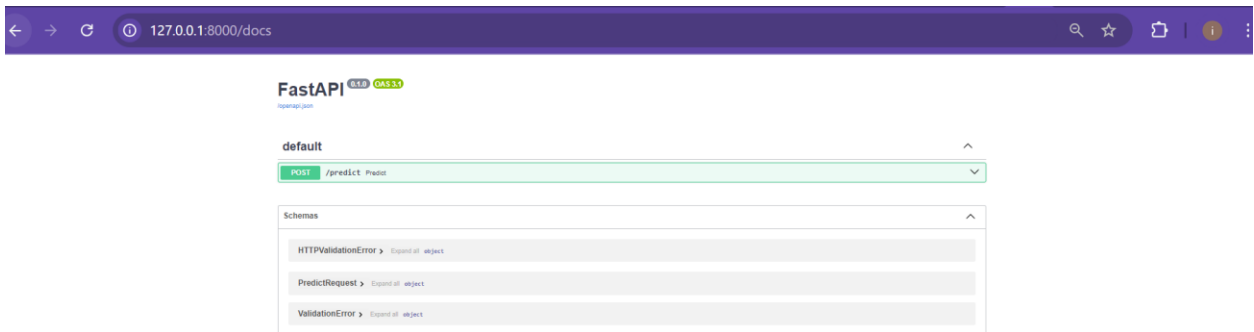 127.0.0.1:8000/docs
i
FastAPI 0.1.0 OAS 3.1
/openapi.json
default
POST /predict Predict
Schemas
HTTPValidationError Expand all object
PredictRequest Expand all object
ValidationError Expand all object